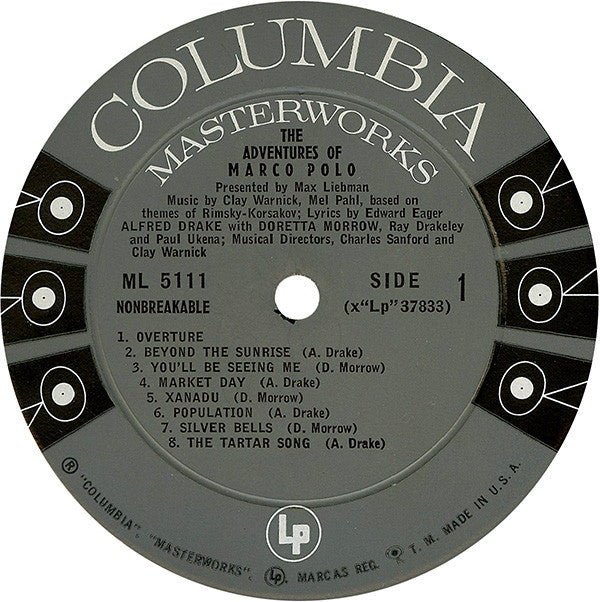 COLUMBIA
MASTERWORKS
THE
ADVENTURES OF
MARCO POLO
Presented by Max Liebman
Music by Clay Warnick, Mel Pahl, based on
themes of Rimsky-Korsakov; Lyrics by Edward Eager
ALFRED DRAKE with DORETTA MORROW, Ray Drakeley
and Paul Ukena; Musical Directors, Charles Sanford and
Clay Warnick
ML 5111
SIDE 1
NONBREAKABLE
(x"Lp"37833)
1. OVERTURE
2. BEYOND THE SUNRISE (A. Drake)
3. YOU'LL BE SEEING ME (D. Morrow)
4. MARKET DAY (A. Drake)
5. XANADU (D. Morrow)
6. POPULATION (A. Drake)
7. SILVER BELLS (D. Morrow)
8. THE TARTAR SONG (A. Drake)
Lp
® "COLUMBIA", "MASTERWORKS", Lp, MARCAS REG. T. M. MADE IN U. S. A.